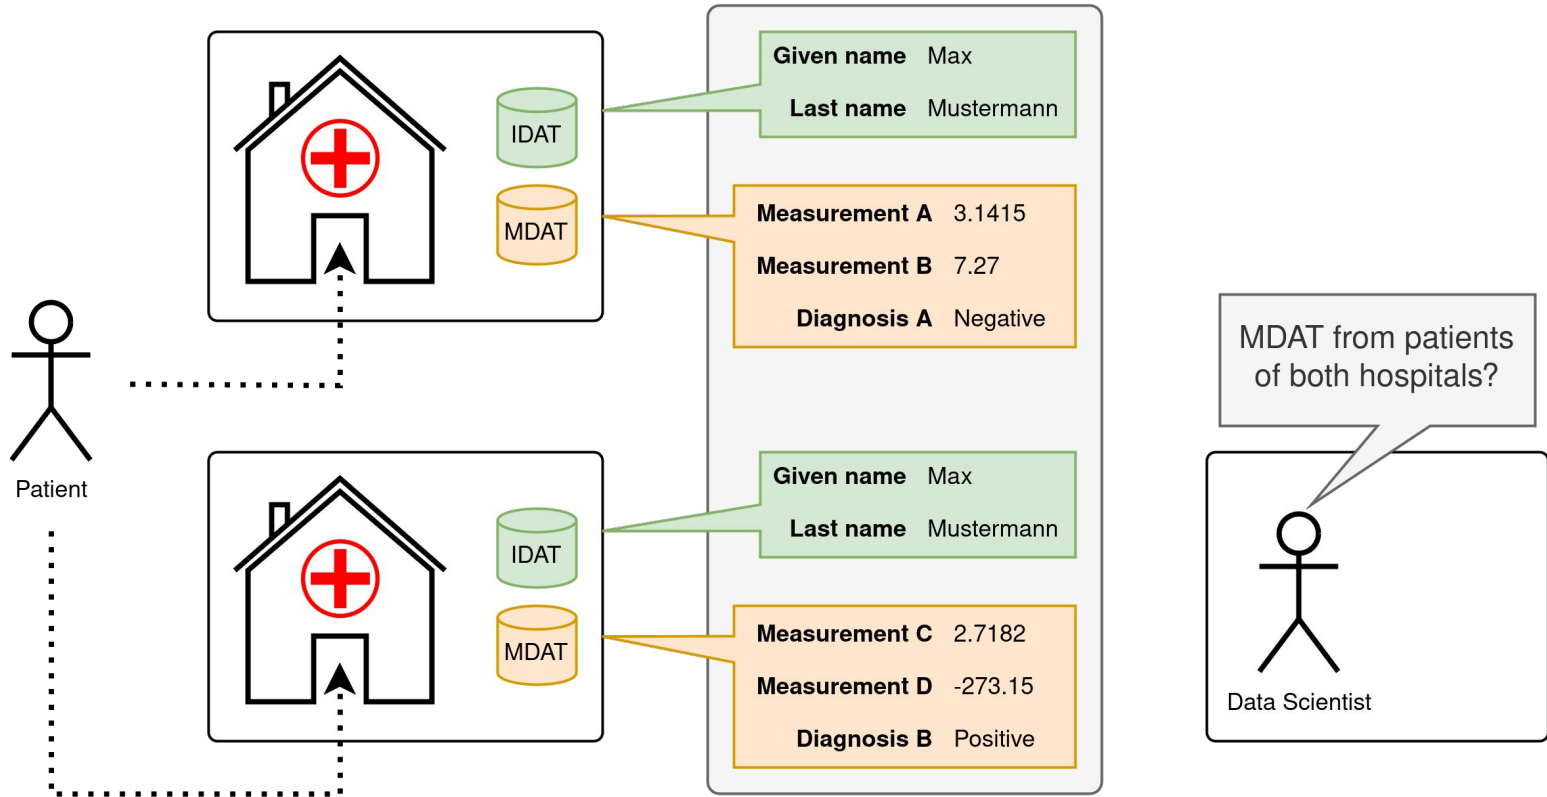 Given name Max
Last name Mustermann
IDAT
MDAT
Measurement A 3.1415
Measurement B 7.27
Diagnosis A Negative
MDAT from patients
of both hospitals?
Patient
Given name Max
Last name Mustermann
IDAT
MDAT
Measurement C 2.7182
Measurement D -273.15
Diagnosis B Positive
Data Scientist